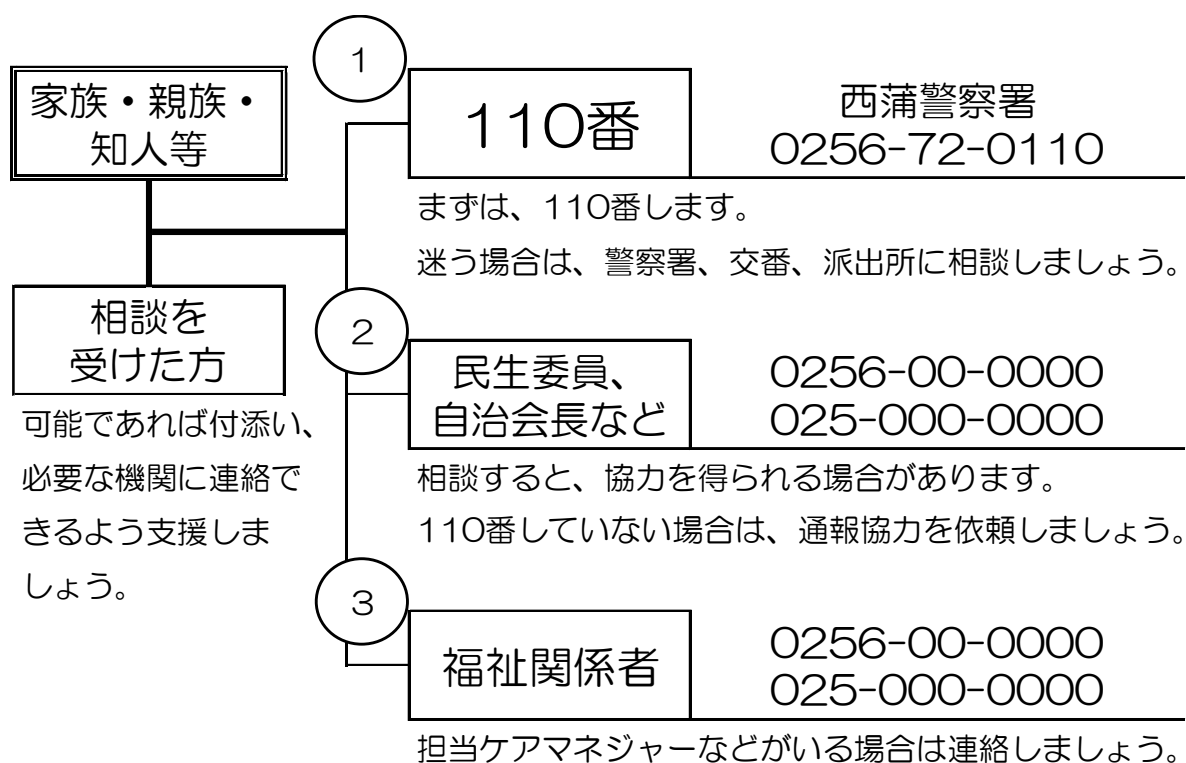 家族・親族・
知人等
相談を
受けた方
可能であれば付添い、
必要な機関に連絡で
きるよう支援しま
しょう。
1
110番
西蒲警察署
0256-72-0110
まずは、110番します。
迷う場合は、警察署、交番、派出所に相談しましょう。
2
民生委員、
自治会長など
0256-00-0000
025-000-0000
相談すると、協力を得られる場合があります。
110番していない場合は、通報協力を依頼しましょう。
3
福祉関係者
0256-00-0000
025-000-0000
担当ケアマネジャーなどがいる場合は連絡しましょう。